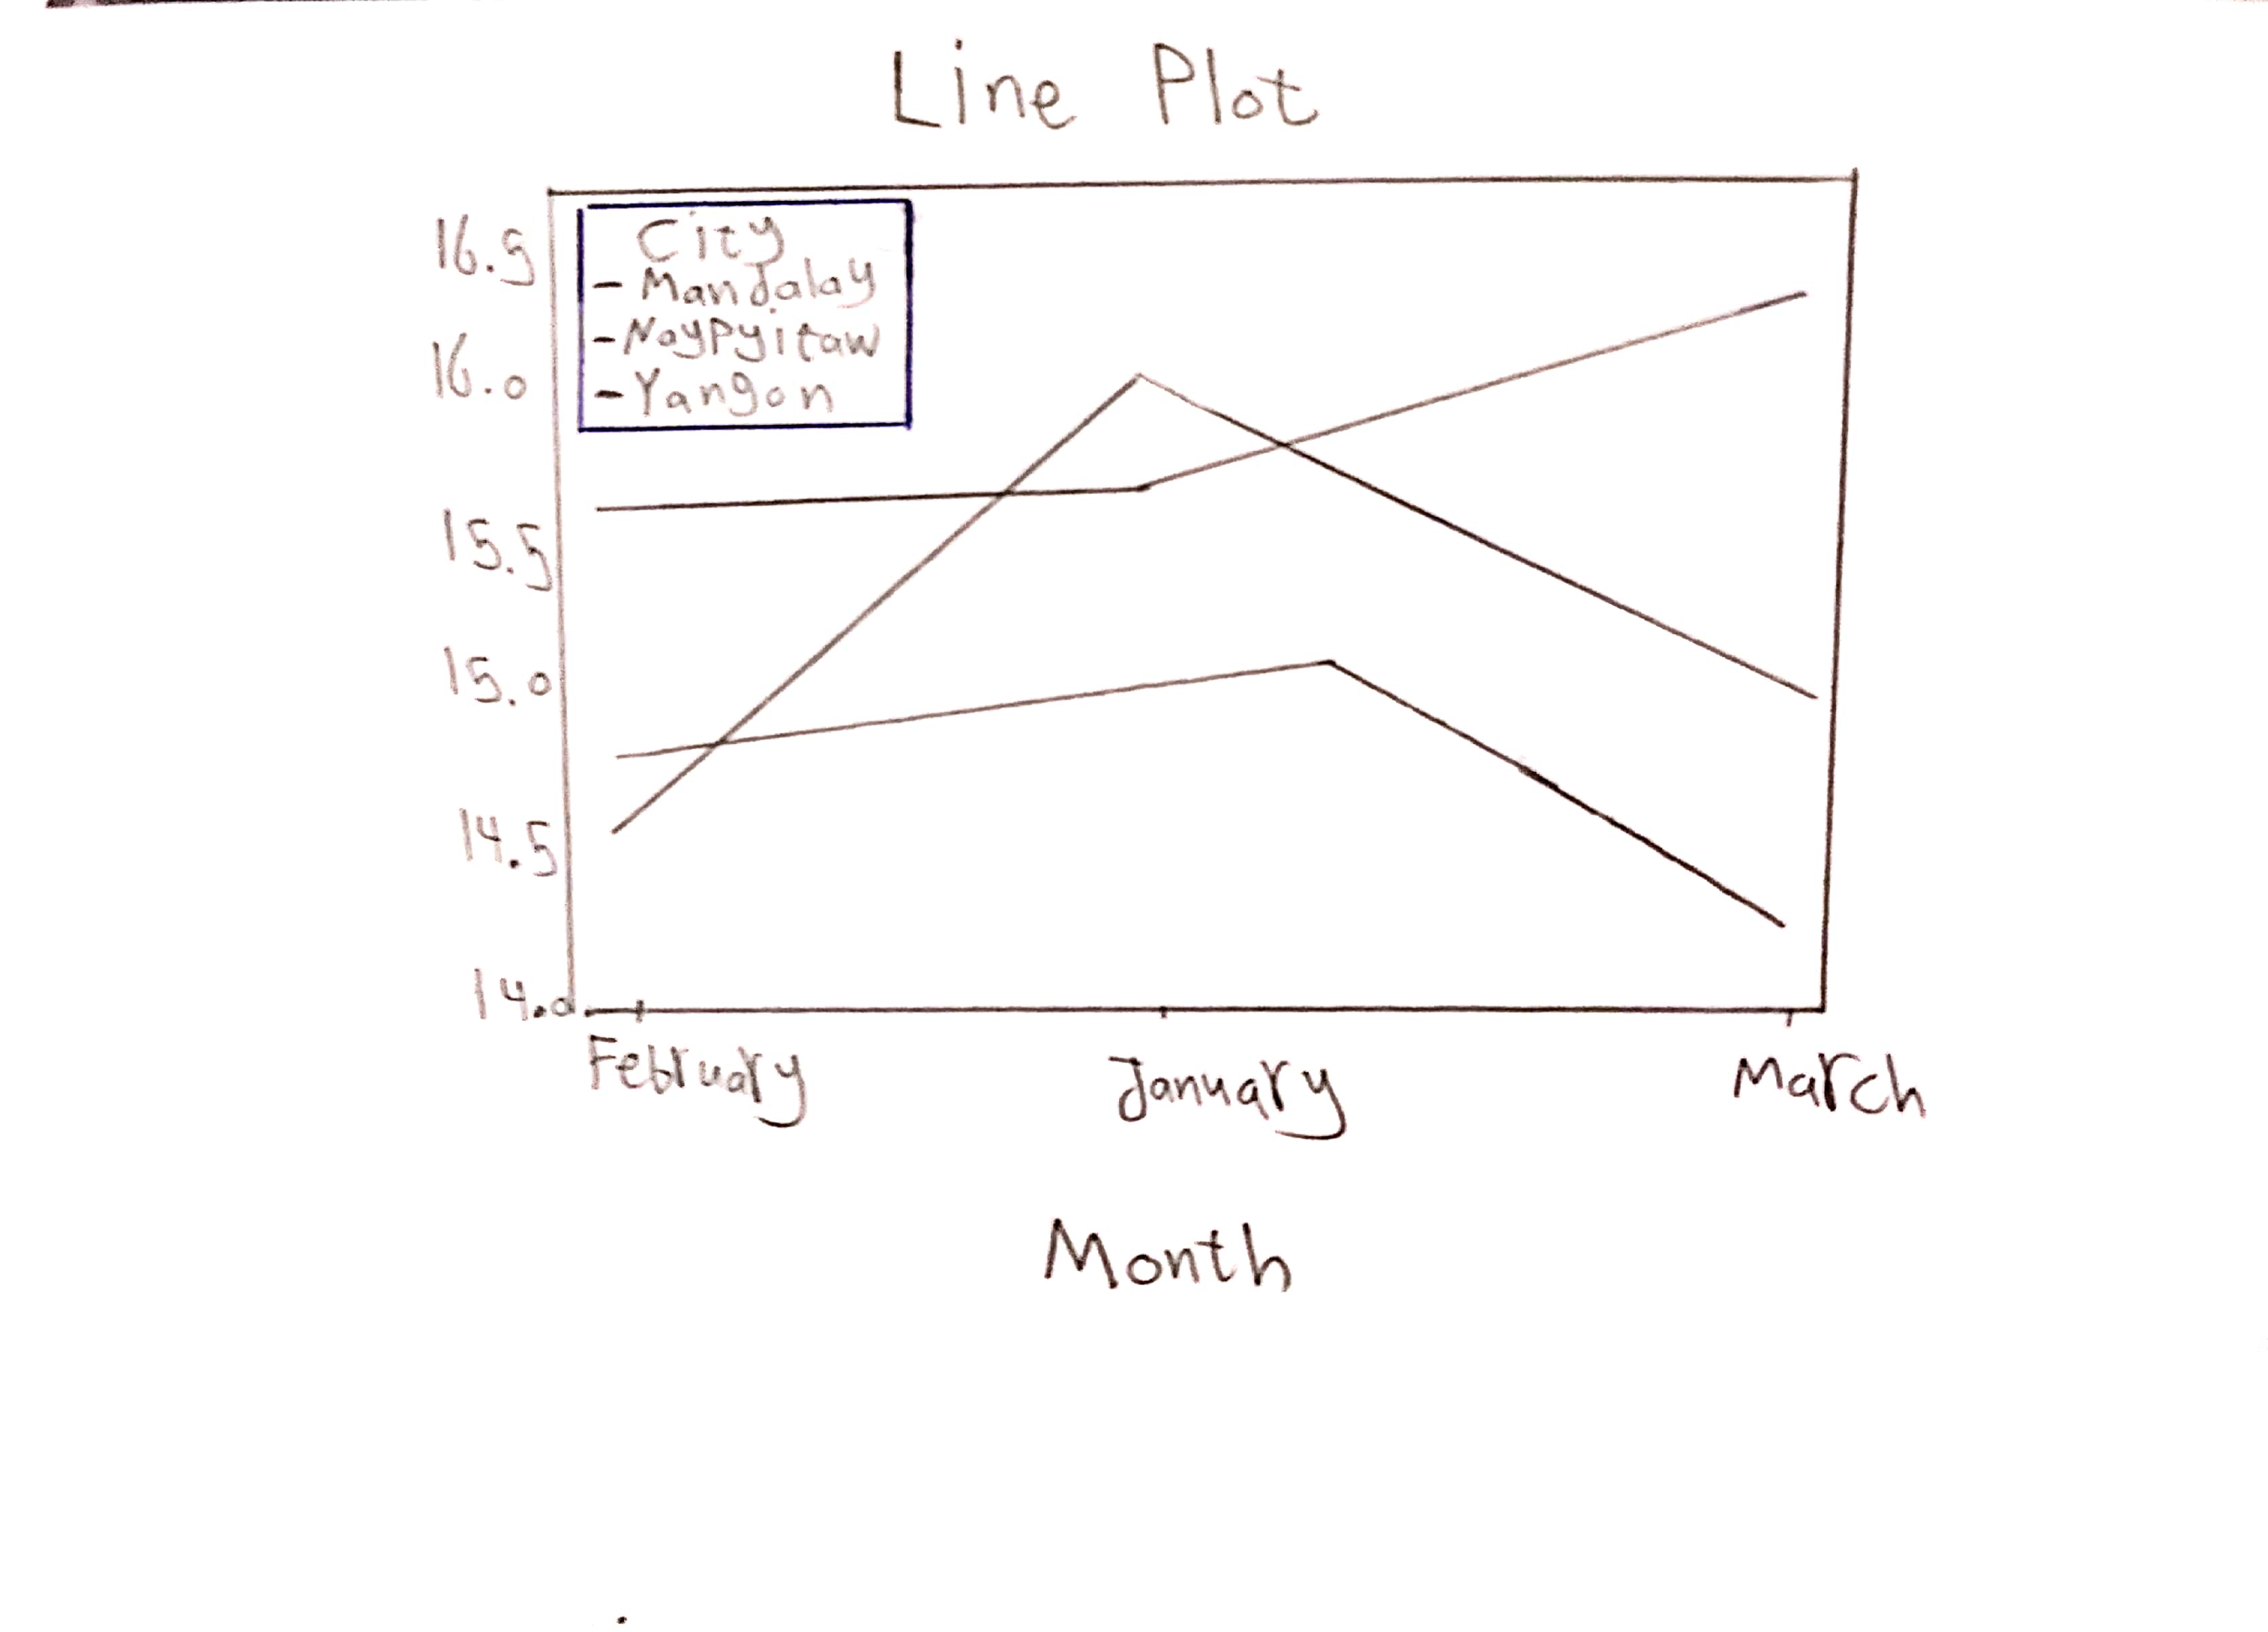 Line Plot
16.5
City
- Mandalay
- Naypyitaw
- Yangon
16.0
15.5
15.0
14.5
14.0
February January March
Month